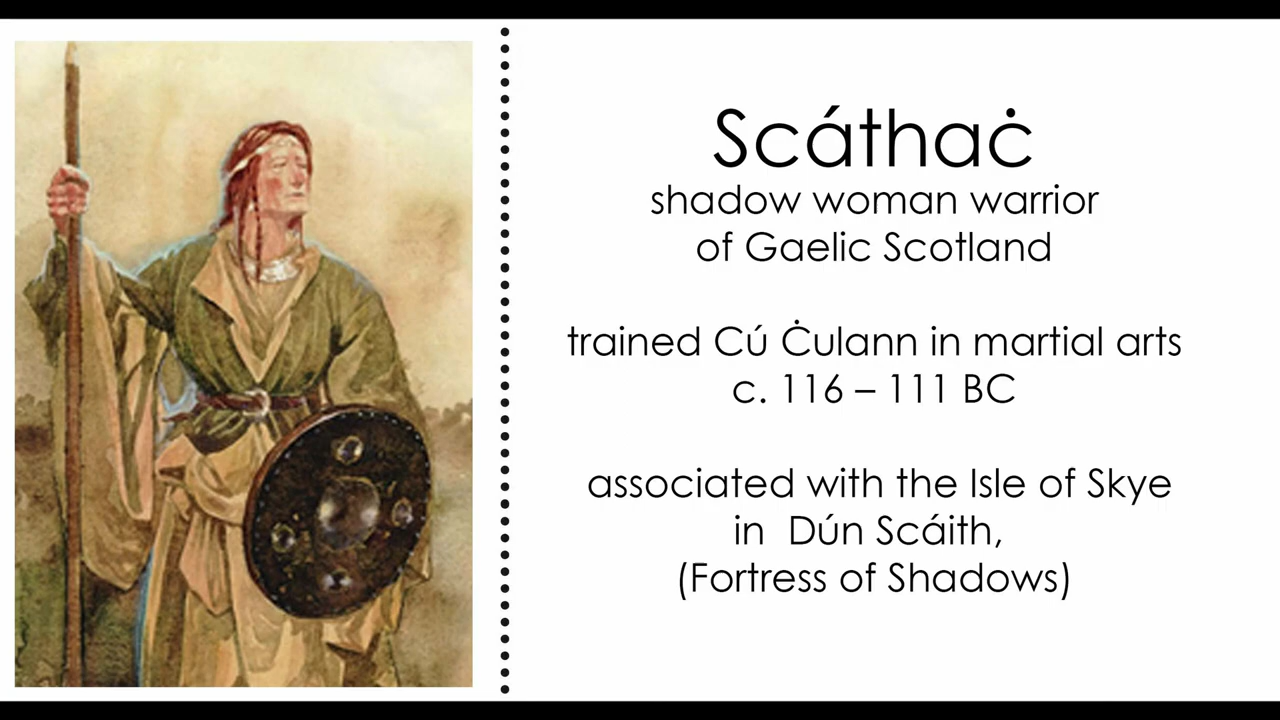 Scáthaċ
shadow woman warrior
of Gaelic Scotland
trained Cú Ċulann in martial arts
c. 116 – 111 BC
associated with the Isle of Skye
in Dún Scáith,
(Fortress of Shadows)